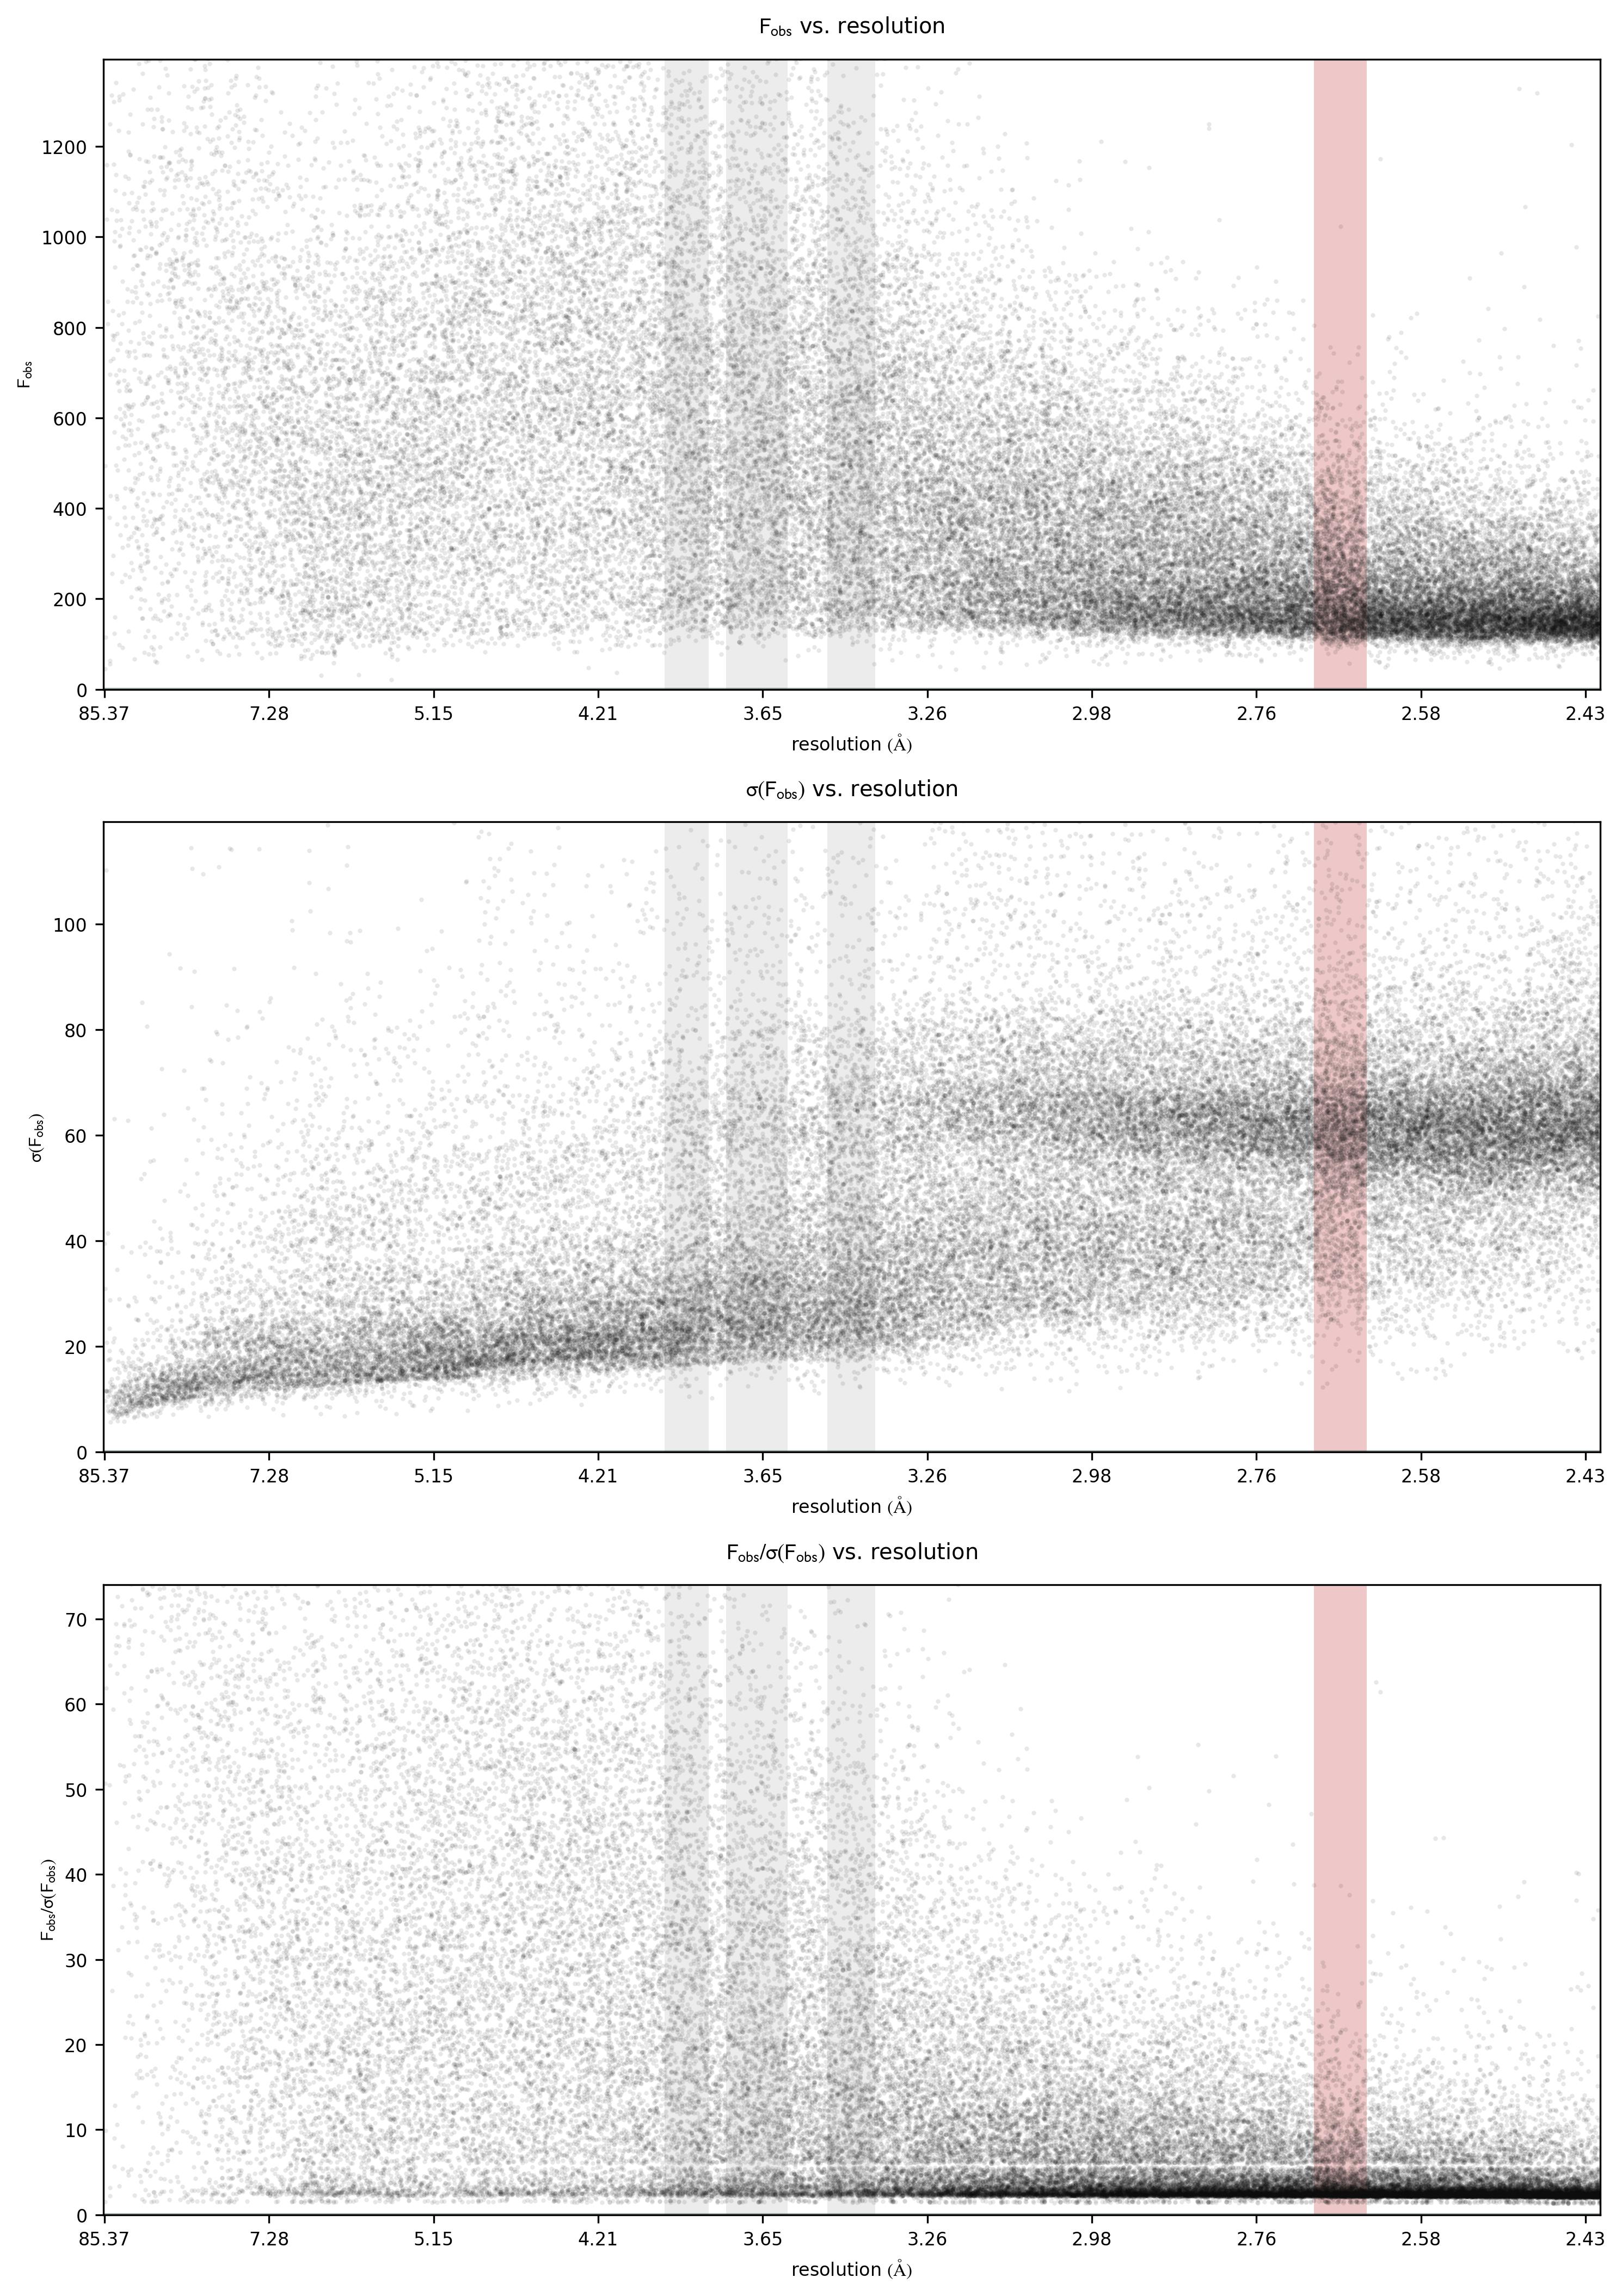 Fobs vs. resolution
1200
1000
800
600
400
200
0
Fobs
85.37 7.28 5.15 4.21 3.65 3.26 2.98 2.76 2.58 2.43
resolution (Å)
σ(Fobs) vs. resolution
100
80
60
40
20
0
σ(Fobs)
85.37 7.28 5.15 4.21 3.65 3.26 2.98 2.76 2.58 2.43
resolution (Å)
Fobs/σ(Fobs) vs. resolution
70
60
50
40
30
20
10
0
Fobs/σ(Fobs)
85.37 7.28 5.15 4.21 3.65 3.26 2.98 2.76 2.58 2.43
resolution (Å)